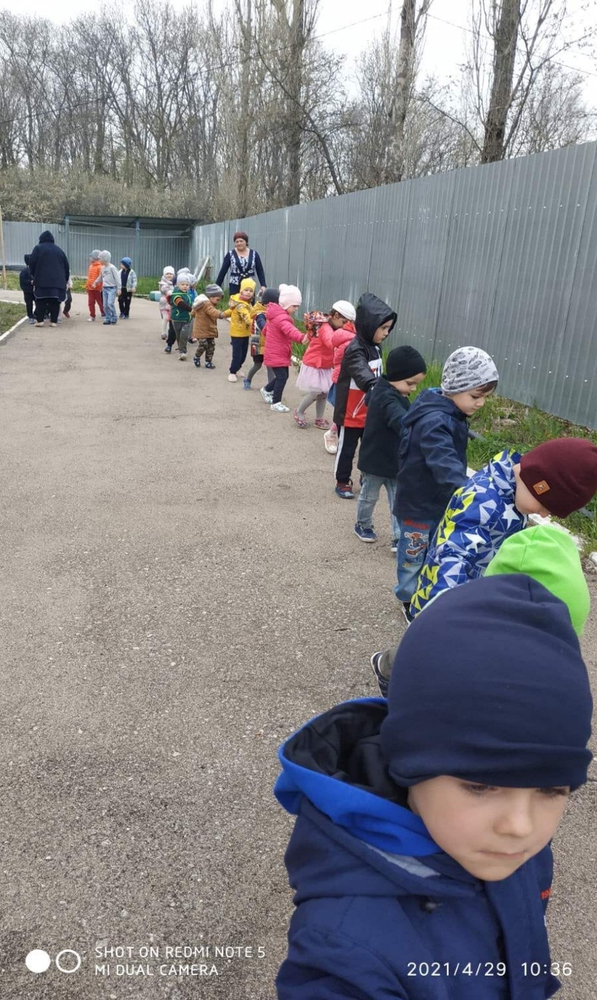 SHOT ON REDMI NOTE 5
MI DUAL CAMERA
2021/4/29 10:36